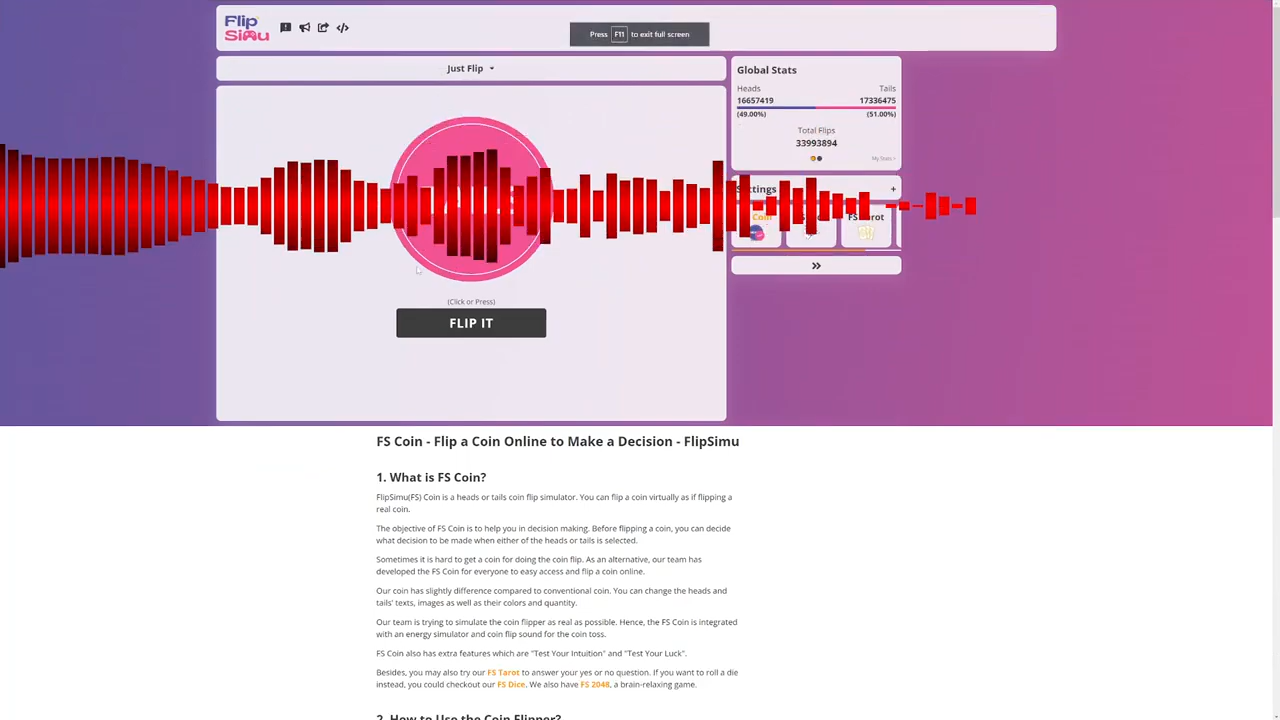 Flip
Simu
Press F11 to exit full screen
Just Flip
Global Stats
Heads
Tails
16657419
17336475
(49.00%)
(51.00%)
Total Flips
33993894
My Stats >
+
FS Tarot
(Click or Press)
FLIP IT
FS Coin - Flip a Coin Online to Make a Decision - FlipSimu
1. What is FS Coin?
FlipSimu(FS) Coin is a heads or tails coin flip simulator. You can flip a coin virtually as if flipping a
real coin.
The objective of FS Coin is to help you in decision making. Before flipping a coin, you can decide
what decision to be made when either of the heads or tails is selected.
Sometimes it is hard to get a coin for doing the coin flip. As an alternative, our team has
developed the FS Coin for everyone to easy access and flip a coin online.
Our coin has slightly difference compared to conventional coin. You can change the heads and
tails' texts, images as well as their colors and quantity.
Our team is trying to simulate the coin flipper as real as possible. Hence, the FS Coin is integrated
with an energy simulator and coin flip sound for the coin toss.
FS Coin also has extra features which are "Test Your Intuition" and "Test Your Luck".
Besides, you may also try our FS Tarot to answer your yes or no question. If you want to roll a die
instead, you could checkout our FS Dice. We also have FS 2048, a brain-relaxing game.
2. How to Use the Coin Flipper?